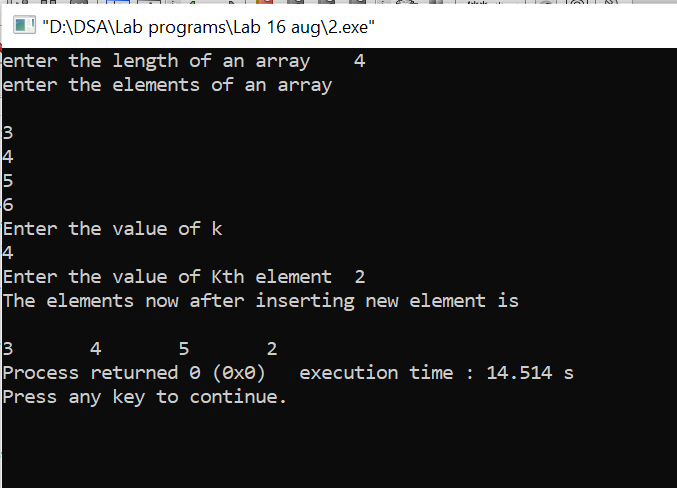 "D:\DSA\Lab programs\Lab 16 aug\2.exe"
enter the length of an array    4
enter the elements of an array
3
4
5
6
Enter the value of k
4
Enter the value of Kth element  2
The elements now after inserting new element is
3       4       5       2
Process returned 0 (0x0)   execution time : 14.514 s
Press any key to continue.